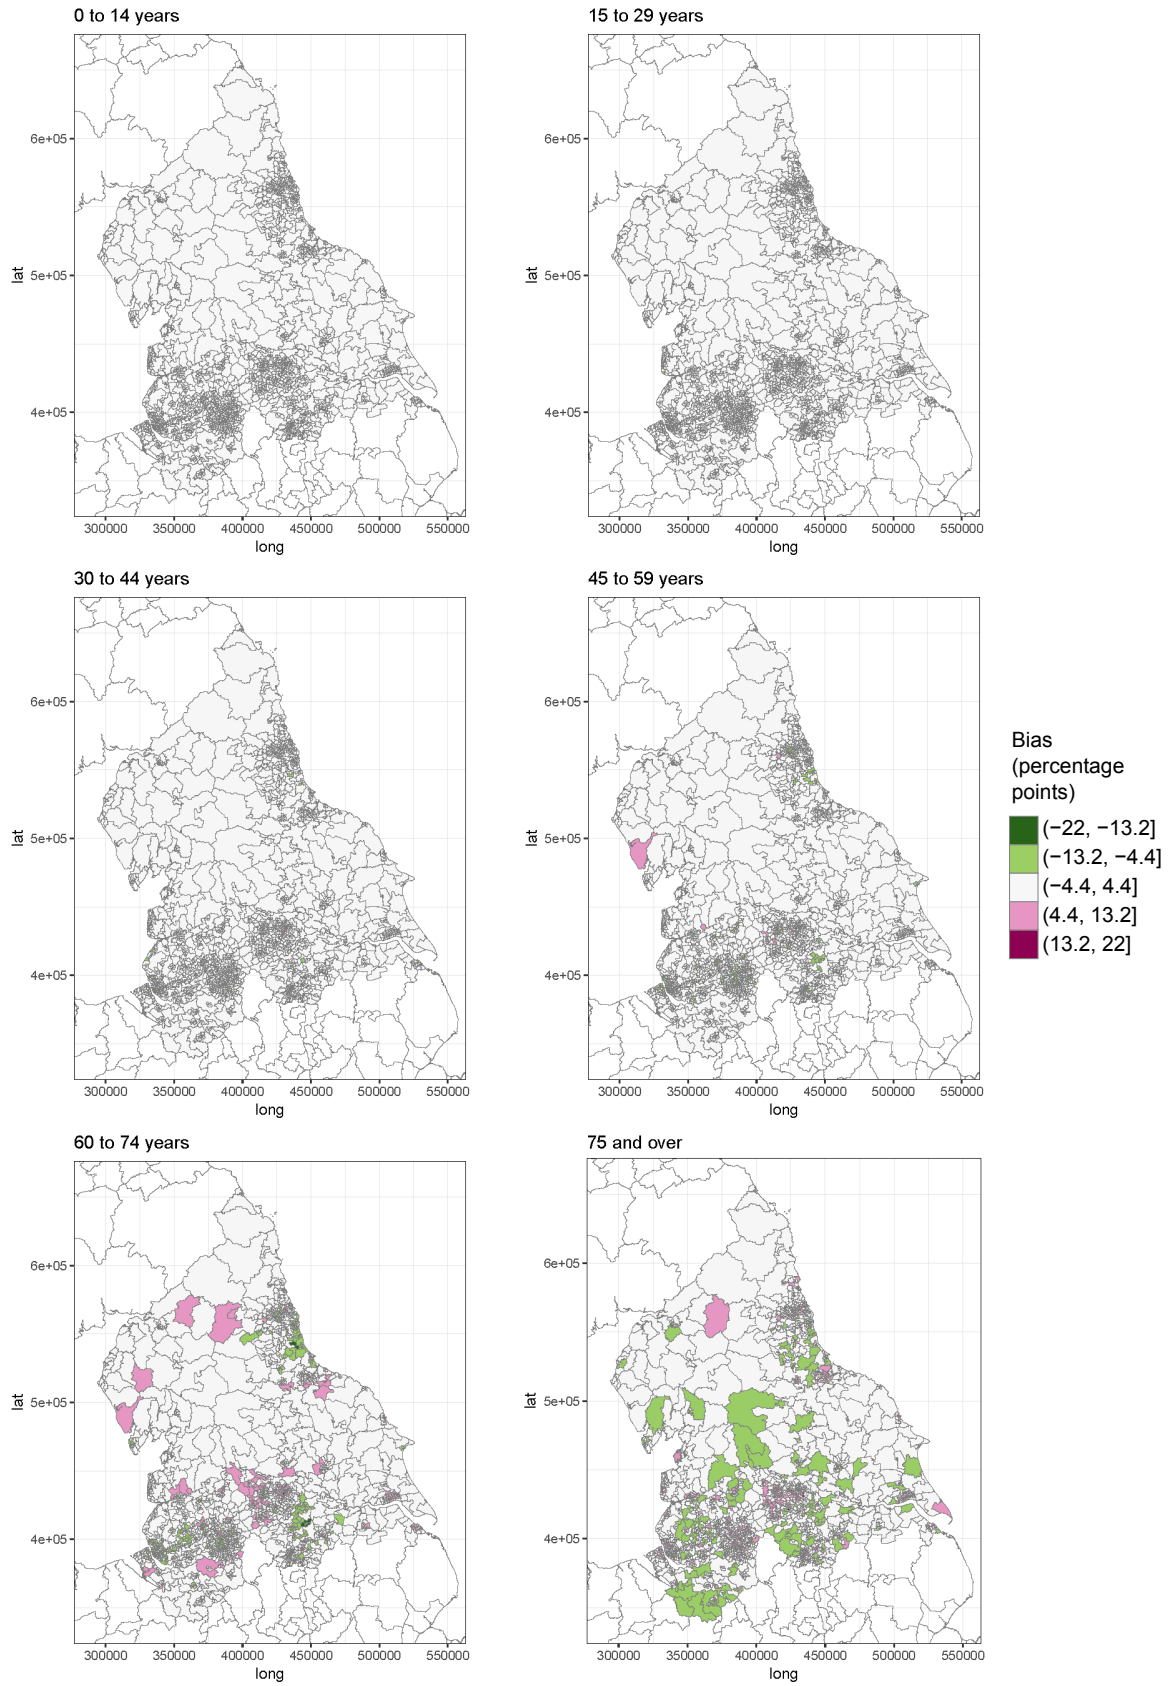 0 to 14 years
15 to 29 years
lat
6e+05
5e+05
4e+05
300000 350000 400000 450000 500000 550000
long
lat
6e+05
5e+05
4e+05
300000 350000 400000 450000 500000 550000
long
30 to 44 years
45 to 59 years
lat
6e+05
5e+05
4e+05
300000 350000 400000 450000 500000 550000
long
lat
6e+05
5e+05
4e+05
300000 350000 400000 450000 500000 550000
long
Bias
(percentage
points)
(−22, −13.2]
(−13.2, −4.4]
(−4.4, 4.4]
(4.4, 13.2]
(13.2, 22]
60 to 74 years
75 and over
lat
6e+05
5e+05
4e+05
300000 350000 400000 450000 500000 550000
long
lat
6e+05
5e+05
4e+05
300000 350000 400000 450000 500000 550000
long